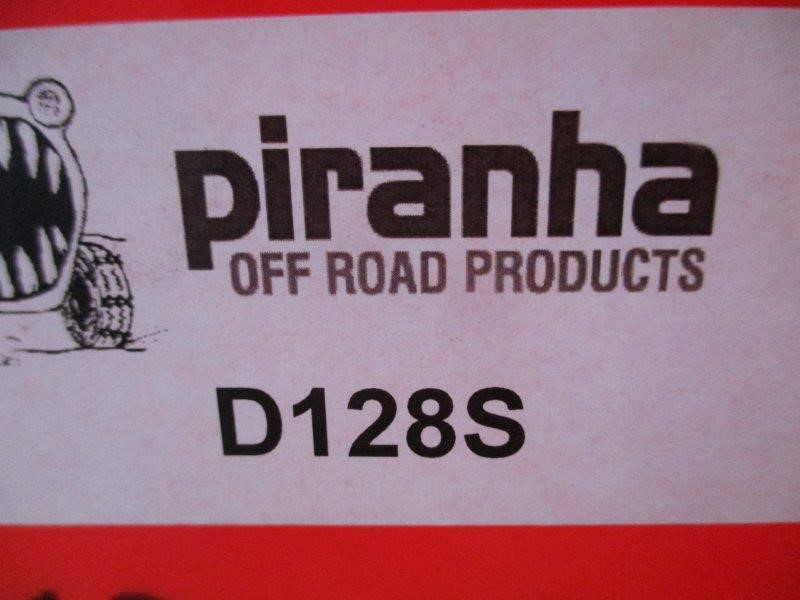 piranha
OFF ROAD PRODUCTS
D128S